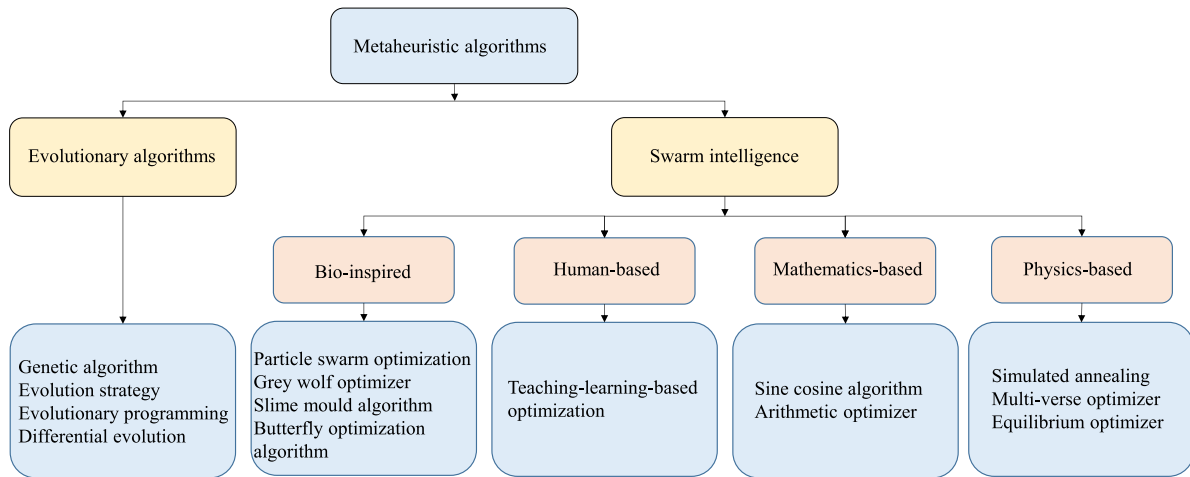 Metaheuristic algorithms
Evolutionary algorithms
Swarm intelligence
Bio-inspired
Human-based
Mathematics-based
Physics-based
Genetic algorithm
Evolution strategy
Evolutionary programming
Differential evolution
Particle swarm optimization
Grey wolf optimizer
Slime mould algorithm
Butterfly optimization
algorithm
Teaching-learning-based
optimization
Sine cosine algorithm
Arithmetic optimizer
Simulated annealing
Multi-verse optimizer
Equilibrium optimizer